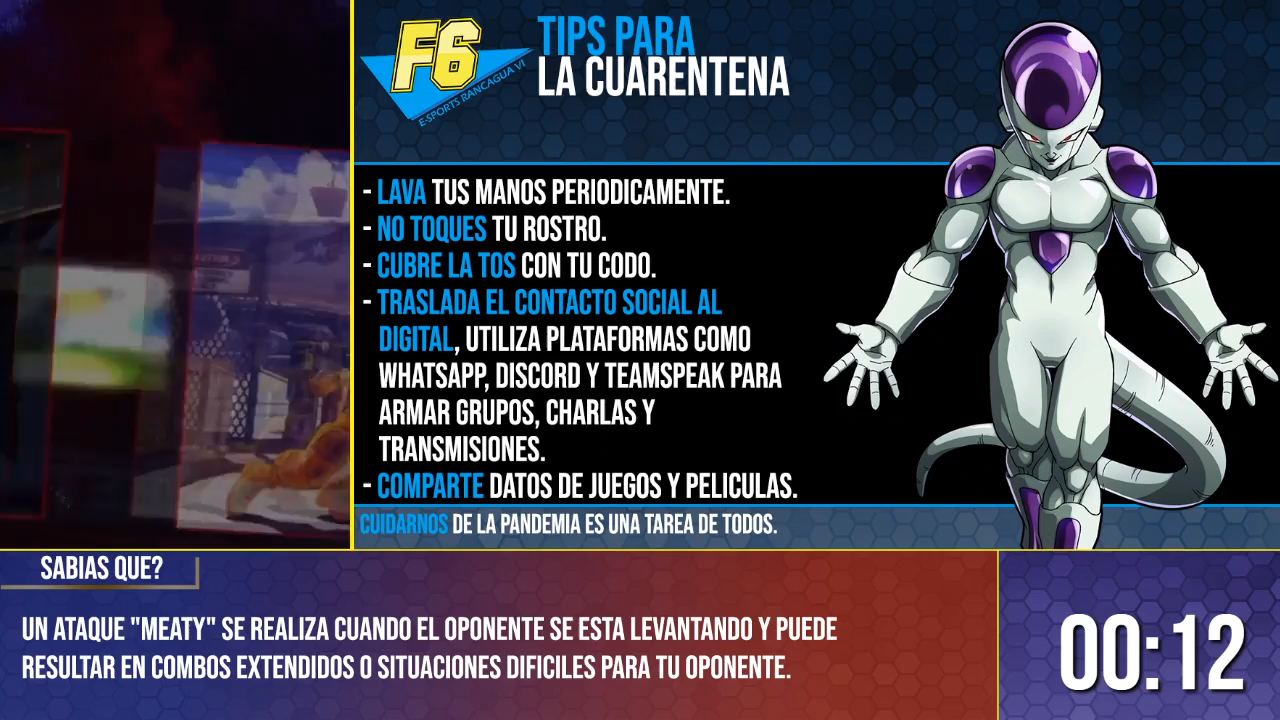 F6
E-SPORTS RANCAGUA VI
TIPS PARA
LA CUARENTENA
- LAVA TUS MANOS PERIODICAMENTE.
- NO TOQUES TU ROSTRO.
- CUBRE LA TOS CON TU CODO.
- TRASLADA EL CONTACTO SOCIAL AL
DIGITAL, UTILIZA PLATAFORMAS COMO
WHATSAPP, DISCORD Y TEAMSPEAK PARA
ARMAR GRUPOS, CHARLAS Y
TRANSMISIONES.
- COMPARTE DATOS DE JUEGOS Y PELICULAS.
CUIDARNOS DE LA PANDEMIA ES UNA TAREA DE TODOS.
SABIAS QUE?
UN ATAQUE "MEATY" SE REALIZA CUANDO EL OPONENTE SE ESTA LEVANTANDO Y PUEDE
RESULTAR EN COMBOS EXTENDIDOS O SITUACIONES DIFICILES PARA TU OPONENTE.
00:12